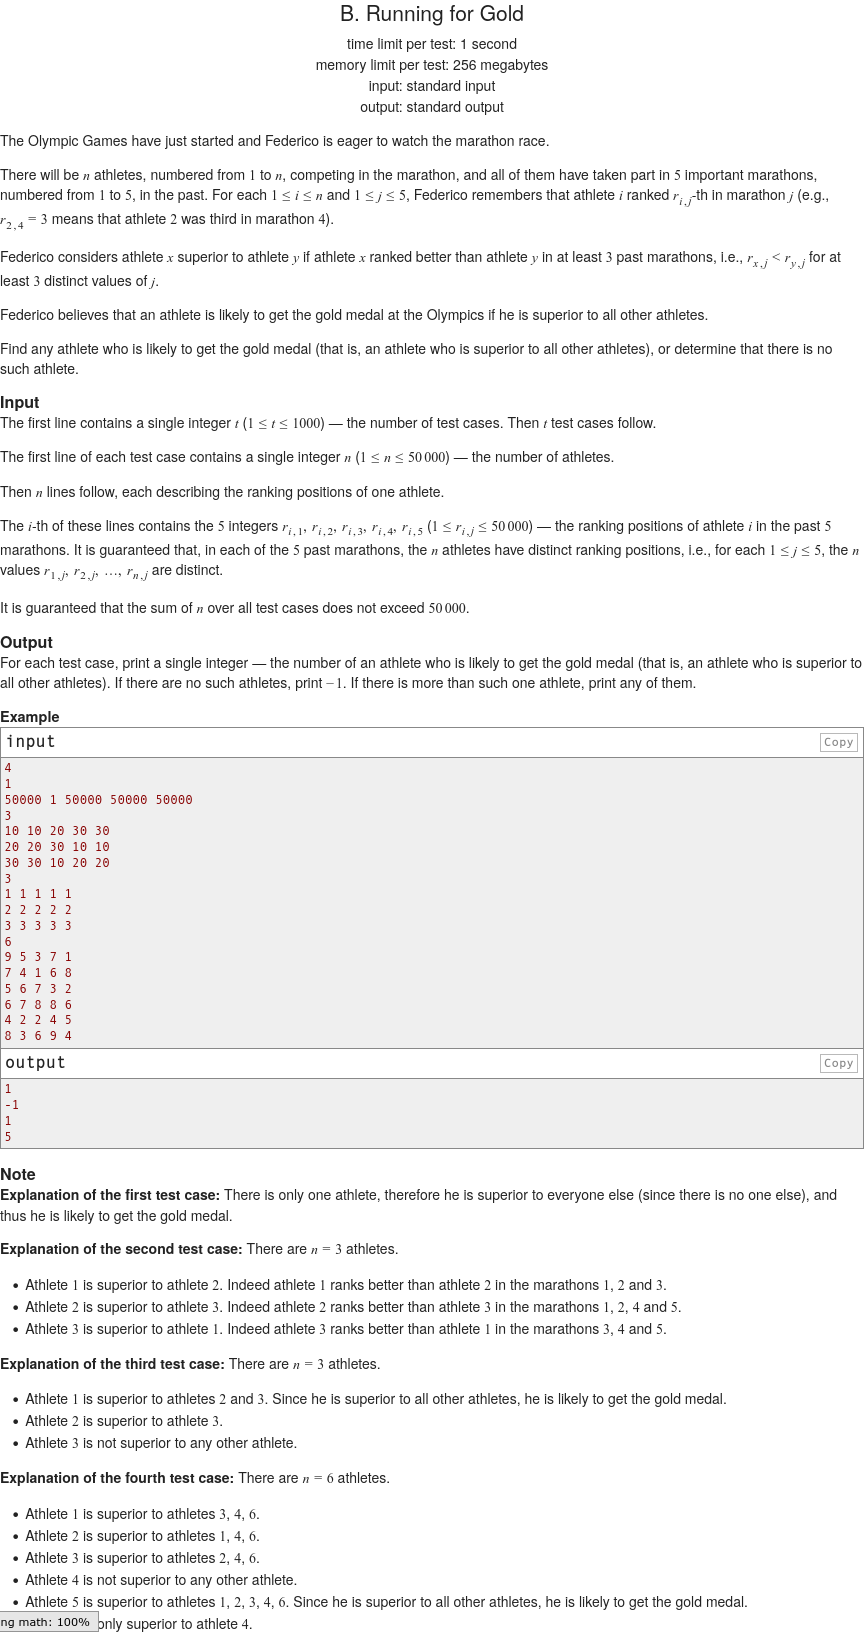 B. Running for Gold
time limit per test: 1 second
memory limit per test: 256 megabytes
input: standard input
output: standard output
The Olympic Games have just started and Federico is eager to watch the marathon race.
There will be n athletes, numbered from 1 to n, competing in the marathon, and all of them have taken part in 5 important marathons,
numbered from 1 to 5, in the past. For each 1 ≤ i ≤ n and 1 ≤ j ≤ 5, Federico remembers that athlete i ranked r_{i,j}-th in marathon j (e.g.,
r_{2,4} = 3 means that athlete 2 was third in marathon 4).
Federico considers athlete x superior to athlete y if athlete x ranked better than athlete y in at least 3 past marathons, i.e., r_{x,j} < r_{y,j} for at
least 3 distinct values of j.
Federico believes that an athlete is likely to get the gold medal at the Olympics if he is superior to all other athletes.
Find any athlete who is likely to get the gold medal (that is, an athlete who is superior to all other athletes), or determine that there is no
such athlete.
Input
The first line contains a single integer t (1 ≤ t ≤ 1000) — the number of test cases. Then t test cases follow.
The first line of each test case contains a single integer n (1 ≤ n ≤ 50 000) — the number of athletes.
Then n lines follow, each describing the ranking positions of one athlete.
The i-th of these lines contains the 5 integers r_{i,1}, r_{i,2}, r_{i,3}, r_{i,4}, r_{i,5} (1 ≤ r_{i,j} ≤ 50 000) — the ranking positions of athlete i in the past 5
marathons. It is guaranteed that, in each of the 5 past marathons, the n athletes have distinct ranking positions, i.e., for each 1 ≤ j ≤ 5, the n
values r_{1,j}, r_{2,j}, …, r_{n,j} are distinct.
It is guaranteed that the sum of n over all test cases does not exceed 50 000.
Output
For each test case, print a single integer — the number of an athlete who is likely to get the gold medal (that is, an athlete who is superior to
all other athletes). If there are no such athletes, print −1. If there is more than such one athlete, print any of them.
Example
input
Copy
4
1
50000 1 50000 50000 50000
3
10 10 20 30 30
20 20 30 10 10
30 30 10 20 20
3
1 1 1 1 1
2 2 2 2 2
3 3 3 3 3
6
9 5 3 7 1
7 4 1 6 8
5 6 7 3 2
6 7 8 8 6
4 2 2 4 5
8 3 6 9 4
output
Copy
1
-1
1
5
Note
Explanation of the first test case: There is only one athlete, therefore he is superior to everyone else (since there is no one else), and
thus he is likely to get the gold medal.
Explanation of the second test case: There are n = 3 athletes.
• Athlete 1 is superior to athlete 2. Indeed athlete 1 ranks better than athlete 2 in the marathons 1, 2 and 3.
• Athlete 2 is superior to athlete 3. Indeed athlete 2 ranks better than athlete 3 in the marathons 1, 2, 4 and 5.
• Athlete 3 is superior to athlete 1. Indeed athlete 3 ranks better than athlete 1 in the marathons 3, 4 and 5.
Explanation of the third test case: There are n = 3 athletes.
• Athlete 1 is superior to athletes 2 and 3. Since he is superior to all other athletes, he is likely to get the gold medal.
• Athlete 2 is superior to athlete 3.
• Athlete 3 is not superior to any other athlete.
Explanation of the fourth test case: There are n = 6 athletes.
• Athlete 1 is superior to athletes 3, 4, 6.
• Athlete 2 is superior to athletes 1, 4, 6.
• Athlete 3 is superior to athletes 2, 4, 6.
• Athlete 4 is not superior to any other athlete.
• Athlete 5 is superior to athletes 1, 2, 3, 4, 6. Since he is superior to all other athletes, he is likely to get the gold medal.
ng math: 100% only superior to athlete 4.